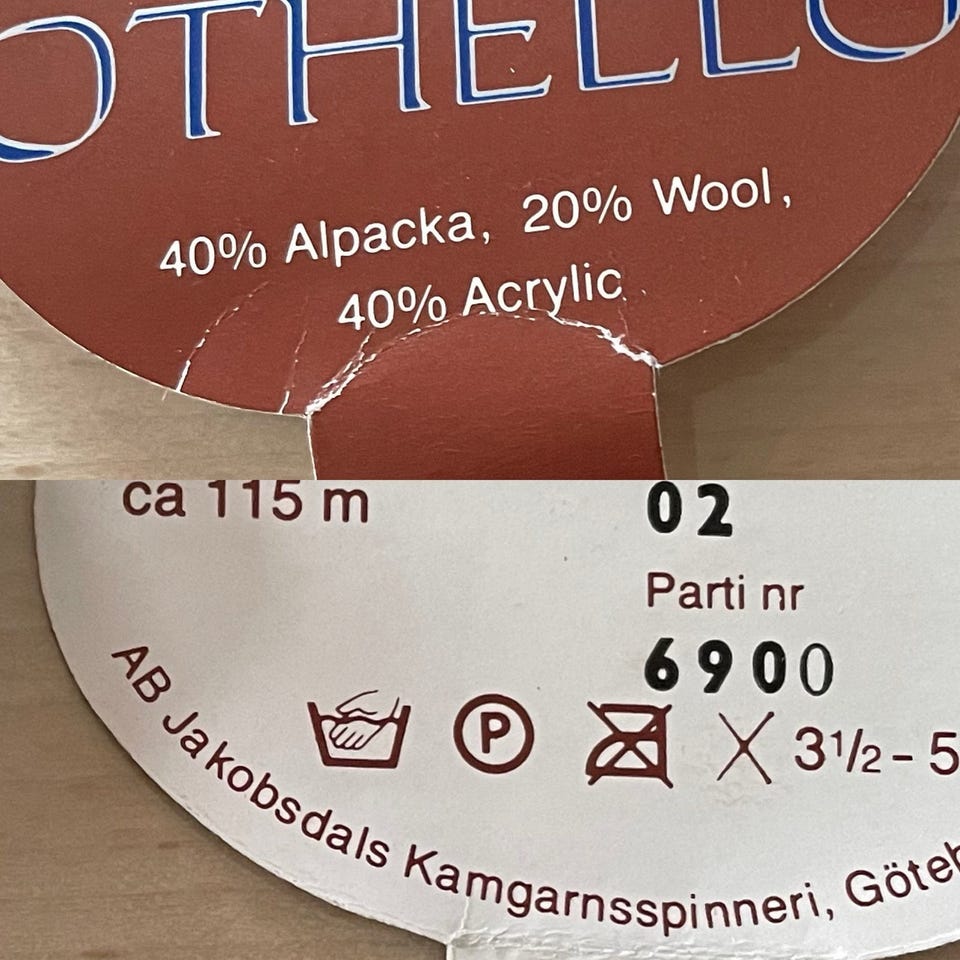 OTHELLO
40% Alpacka, 20% Wool,
40% Acrylic
ca 115 m
02
Parti nr
6900
P
3½-5
AB Jakobsdals Kamgarnsspinneri,